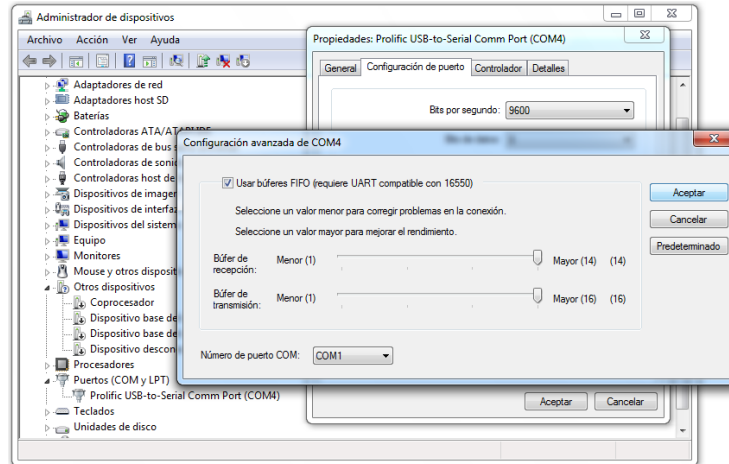 Administrador de dispositivos
Archivo Acción Ver Ayuda
Adaptadores de red
Adaptadores host SD
Baterías
Controladoras ATA/ATAPI
Controladoras de bus
Controladoras de
Controladoras host de
Dispositivos de
Dispositivos de
Dispositivos del
Equipo
Monitores
Mouse y otros
Otros dispositivos
Coprocesador
Dispositivo base de
Dispositivo base de
Dispositivo
Procesadores
Puertos (COM y LPT)
Prolific USB-to-Serial Comm Port (COM4)
Teclados
Unidades de disco
Propiedades: Prolific USB-to-Serial Comm Port (COM4)
General Configuración de puerto Controlador Detalles
Bits por segundo: 9600
Aceptar Cancelar
Configuración avanzada de COM4
Usar búferes FIFO (requiere UART compatible con 16550)
Seleccione un valor menor para corregir problemas en la conexión.
Seleccione un valor mayor para mejorar el rendimiento.
Búfer de recepción: Menor (1) Mayor (14) (14)
Búfer de transmisión: Menor (1) Mayor (16) (16)
Número de puerto COM: COM1
Aceptar
Cancelar
Predeterminado